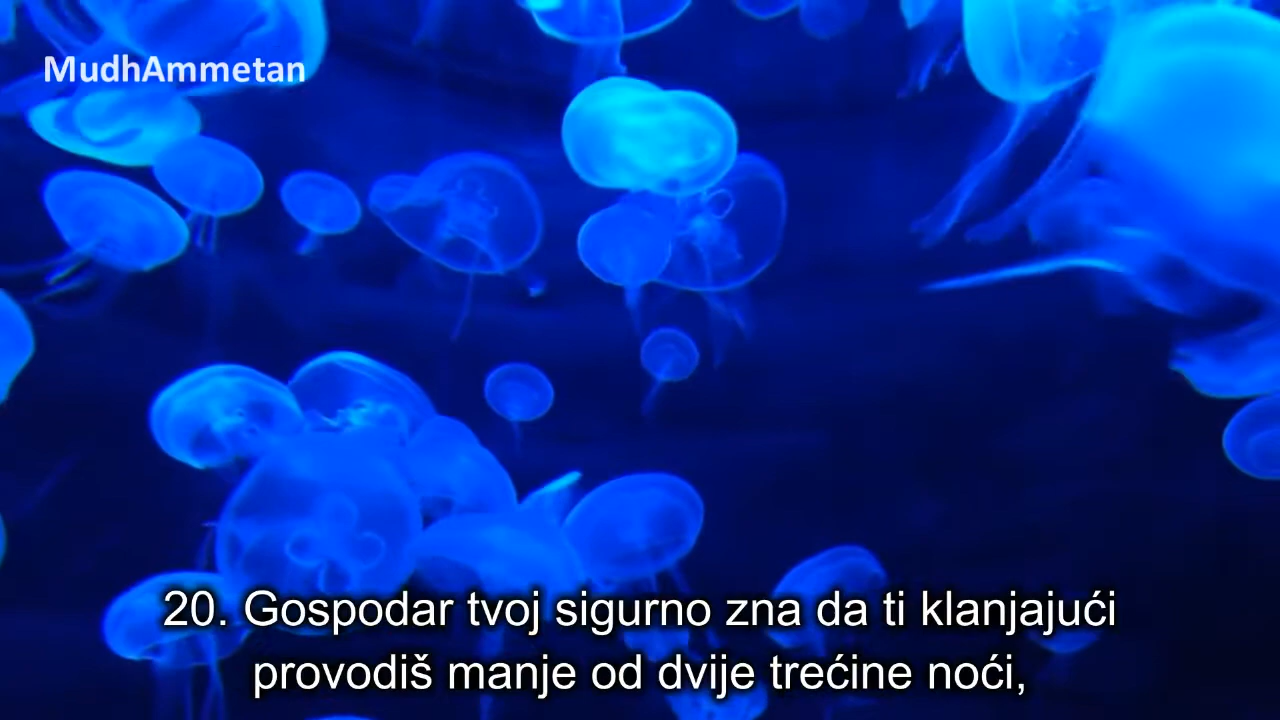 MudhAmmetan
20. Gospodar tvoj sigurno zna da ti klanjajući
provodiš manje od dvije trećine noći,